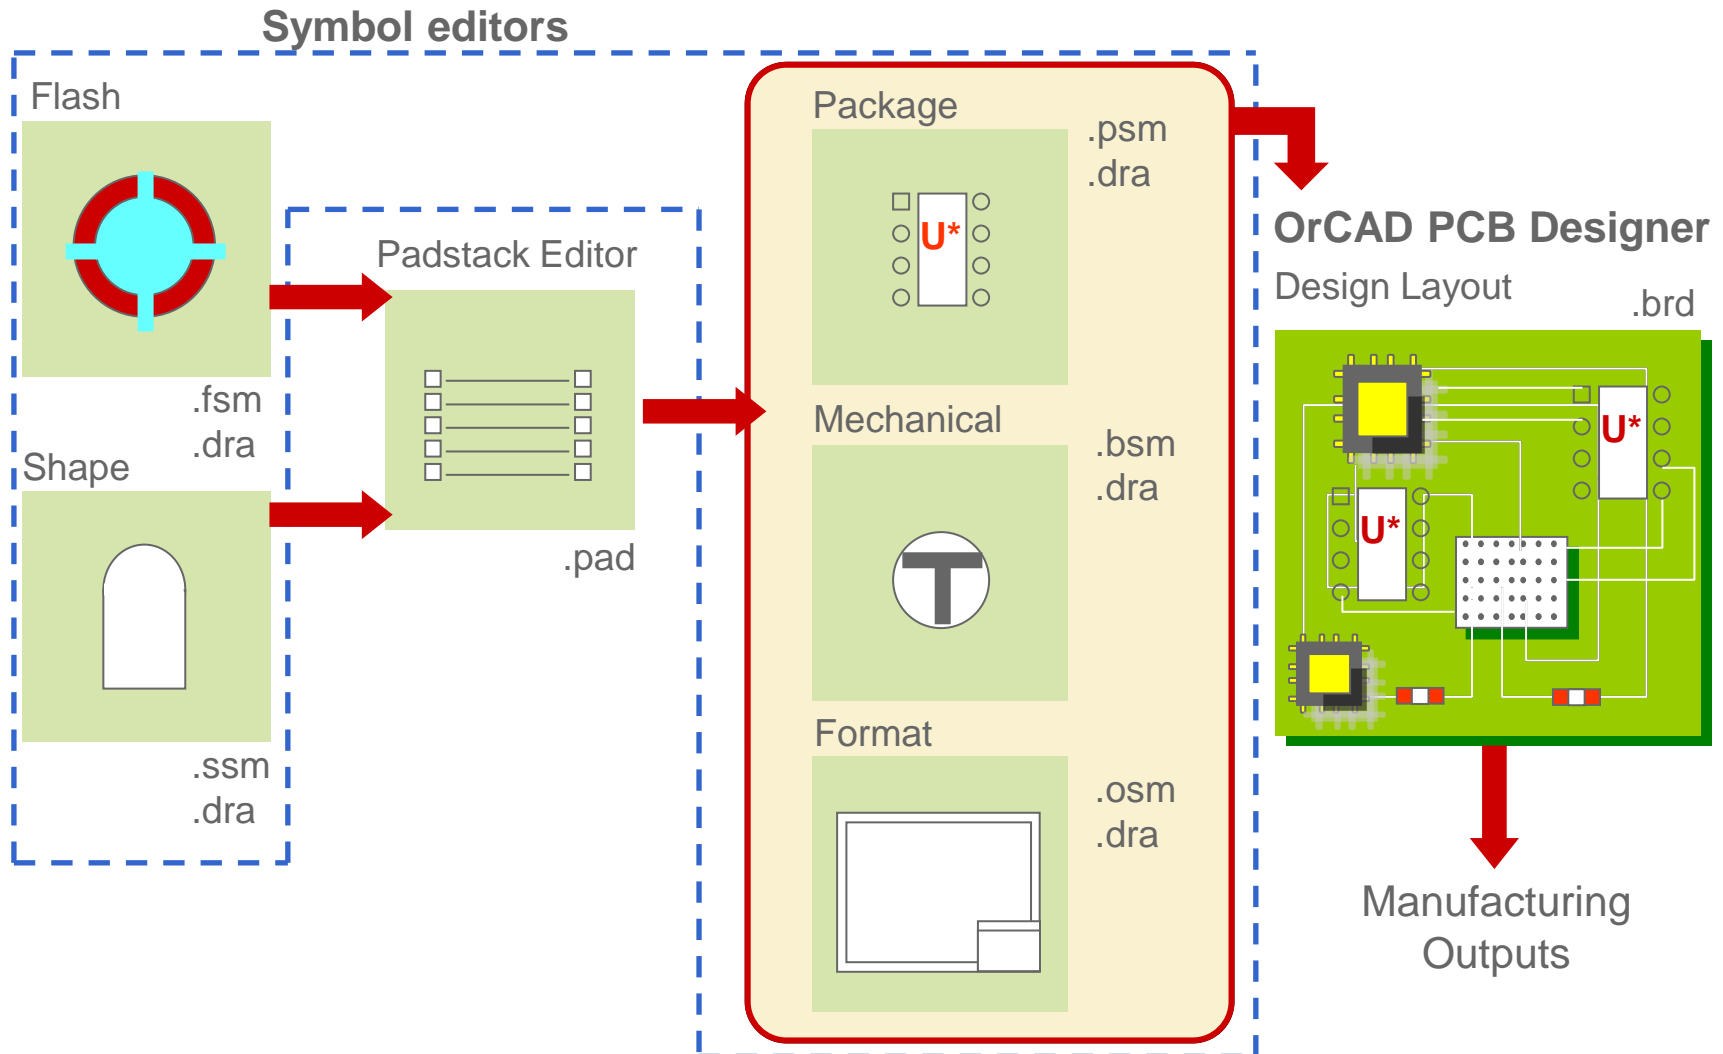 Symbol editors
Flash
.fsm
.dra
Shape
.ssm
.dra
Padstack Editor
.pad
Package
.psm
.dra
U*
Mechanical
.bsm
.dra
T
Format
.osm
.dra
OrCAD PCB Designer
Design Layout
.brd
U*
U*
Manufacturing
Outputs